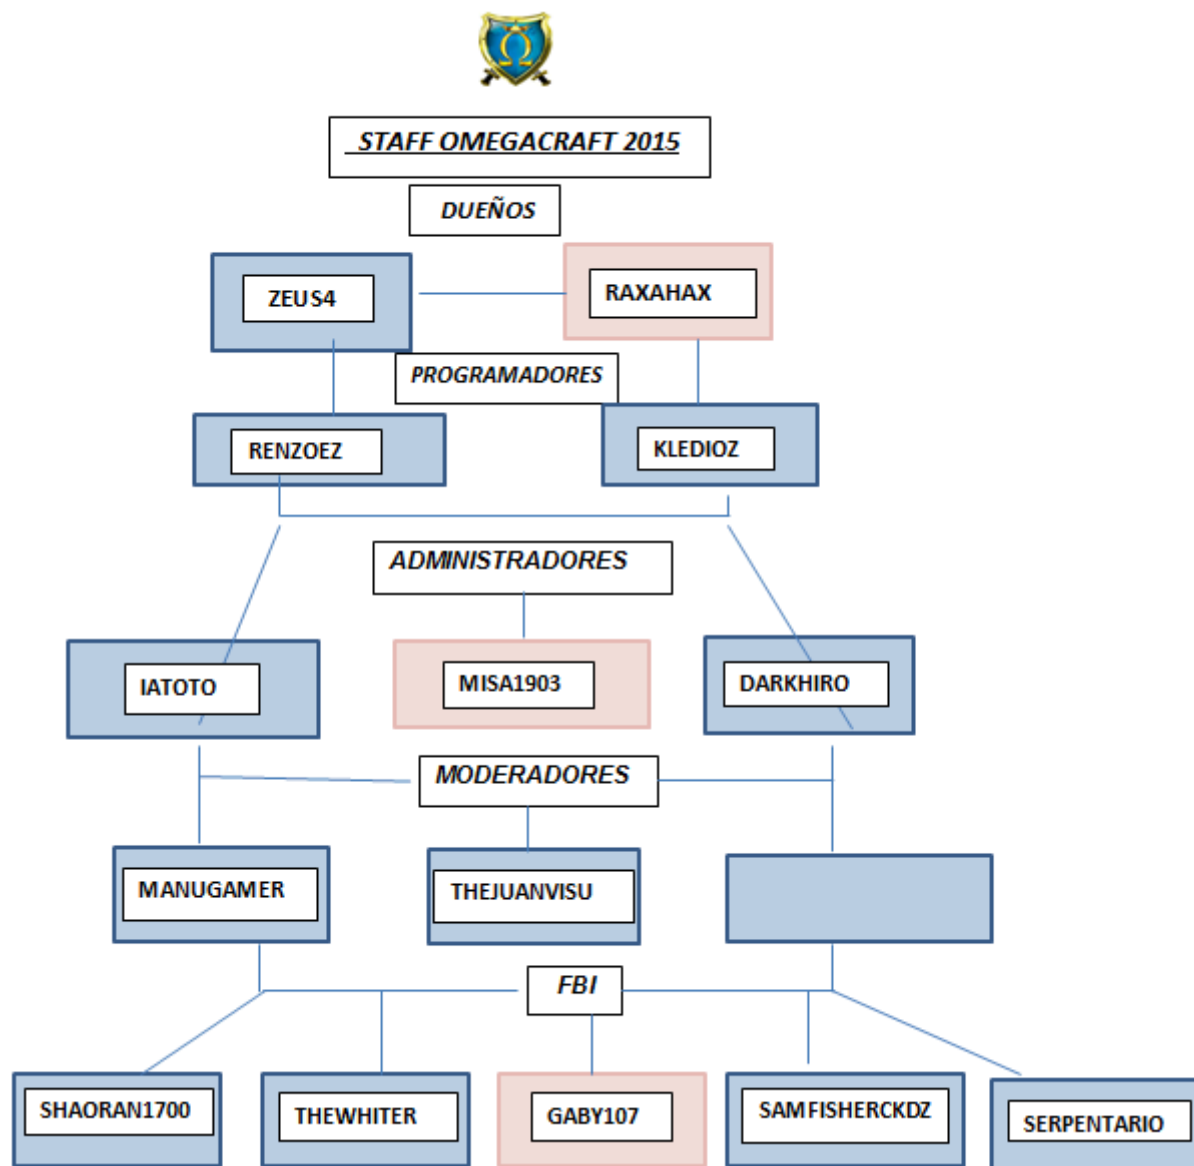 STAFF OMEGACRAFT 2015
DUEÑOS
ZEUS4
RAXAHAX
PROGRAMADORES
RENZOEZ
KLEDIOZ
ADMINISTRADORES
IATOTO
MISA1903
DARKHIRO
MODERADORES
MANUGAMER
THEJUANVISU
FBI
SHAORAN1700
THEWHITER
GABY107
SAMFISHERCKDZ
SERPENTARIO